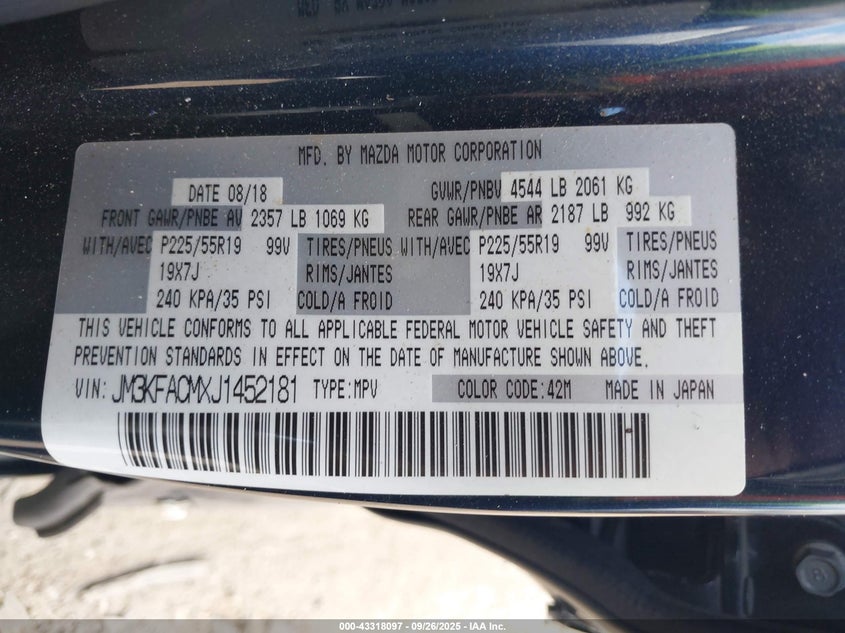 MFD. BY MAZDA MOTOR CORPORATION
DATE 08/18 GVWR/PNBV 4544 LB 2061 KG
FRONT GAWR/PNBE AV 2357 LB 1069 KG REAR GAWR/PNBE AR 2187 LB 992 KG
WITH/AVEC P225/55R19 99V TIRES/PNEUS WITH/AVEC P225/55R19 99V TIRES/PNEUS
19X7J RIMS/JANTES 19X7J RIMS/JANTES
240 KPA/35 PSI COLD/A FROID 240 KPA/35 PSI COLD/A FROID
THIS VEHICLE CONFORMS TO ALL APPLICABLE FEDERAL MOTOR VEHICLE SAFETY AND THEFT
PREVENTION STANDARDS IN EFFECT ON THE DATE OF MANUFACTURE SHOWN ABOVE.
VIN: JM3KFACMXJ1452181 TYPE:MPV COLOR CODE:42M MADE IN JAPAN
000-43318097 - 09/26/2025 - IAA Inc.